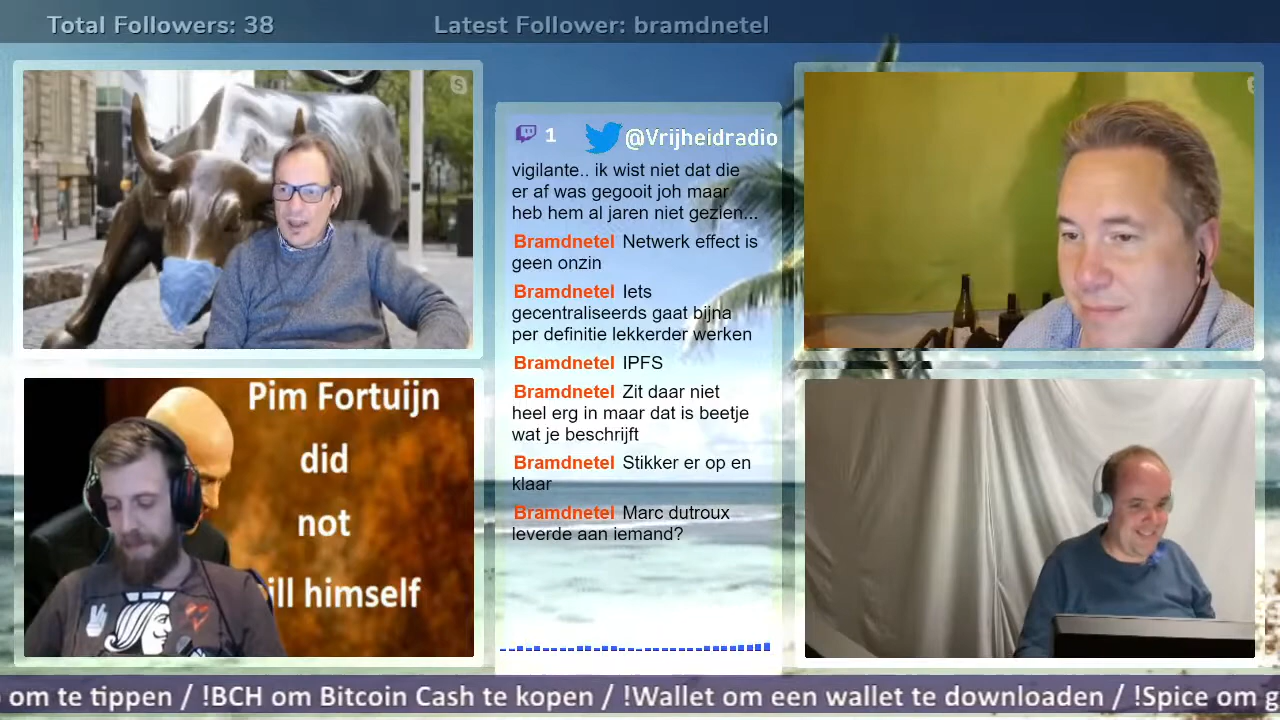 Total Followers: 38
Latest Follower: bramdnetel
1
@Vrijheidradio
vigilante.. ik wist niet dat die
er af was gegooit joh maar
heb hem al jaren niet gezien...
Bramdnetel Netwerk effect is
geen onzin
Bramdnetel Iets
gecentraliseerds gaat bijna
per definitie lekkerder werken
Bramdnetel IPFS
Bramdnetel Zit daar niet
heel erg in maar dat is beetje
wat je beschrijft
Bramdnetel Stikker er op en
klaar
Bramdnetel Marc dutroux
leverde aan iemand?
Pim Fortuijn
did
not
ill himself
om te tippen / !BCH om Bitcoin Cash te kopen / !Wallet om een wallet te downloaden / !Spice om g